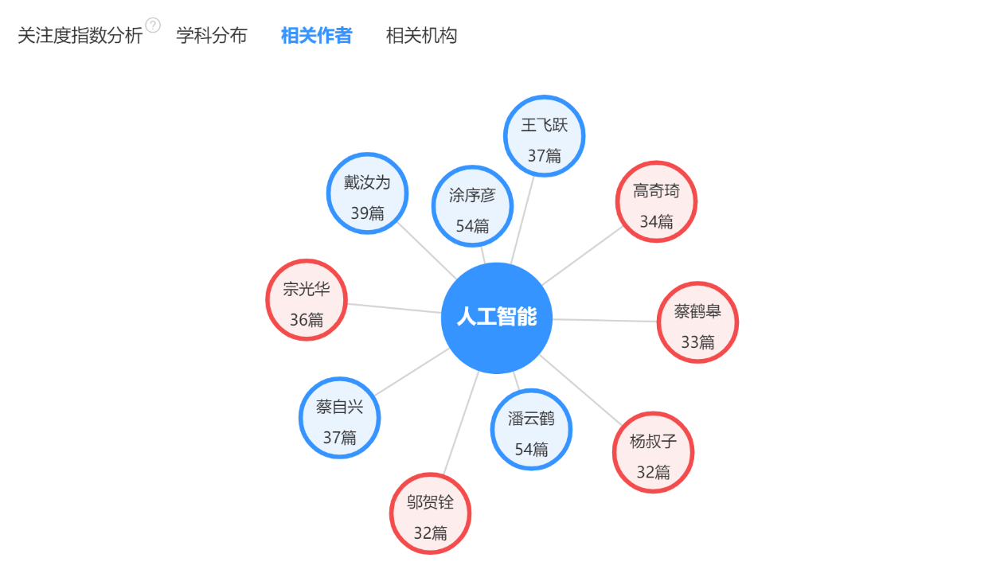 关注度指数分析 ?
学科分布
相关作者
相关机构
王飞跃
37篇
戴汝为
39篇
涂序彦
54篇
高奇琦
34篇
宗光华
36篇
人工智能
蔡鹤皋
33篇
蔡自兴
37篇
潘云鹤
54篇
杨叔子
32篇
邬贺铨
32篇